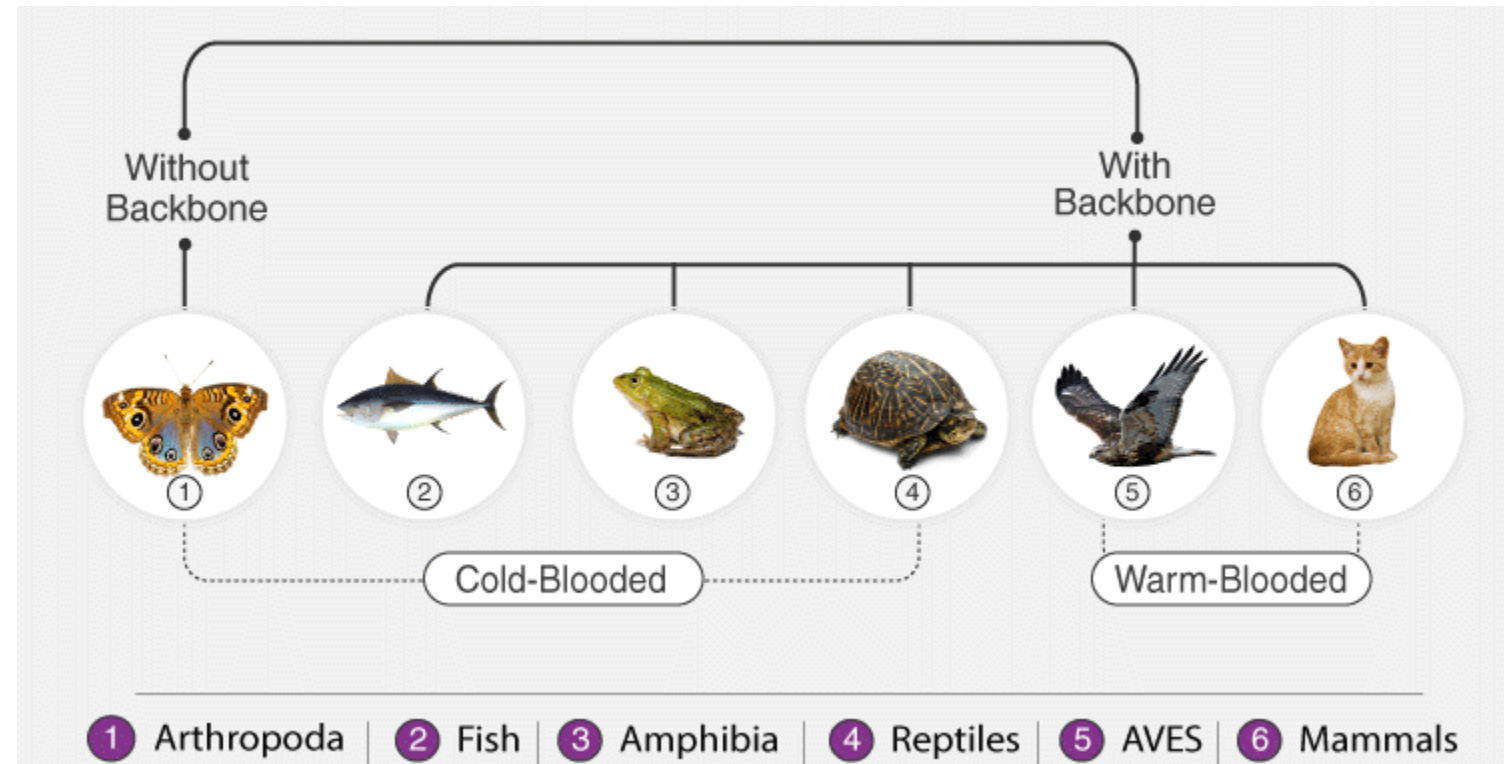 Without
Backbone
With
Backbone
1
2
3
4
5
6
Cold-Blooded
Warm-Blooded
1 Arthropoda
2 Fish
3 Amphibia
4 Reptiles
5 AVES
6 Mammals